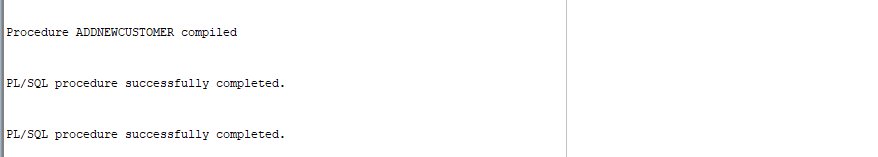 Procedure ADDNEWCUSTOMER compiled
PL/SQL procedure successfully completed.
PL/SQL procedure successfully completed.